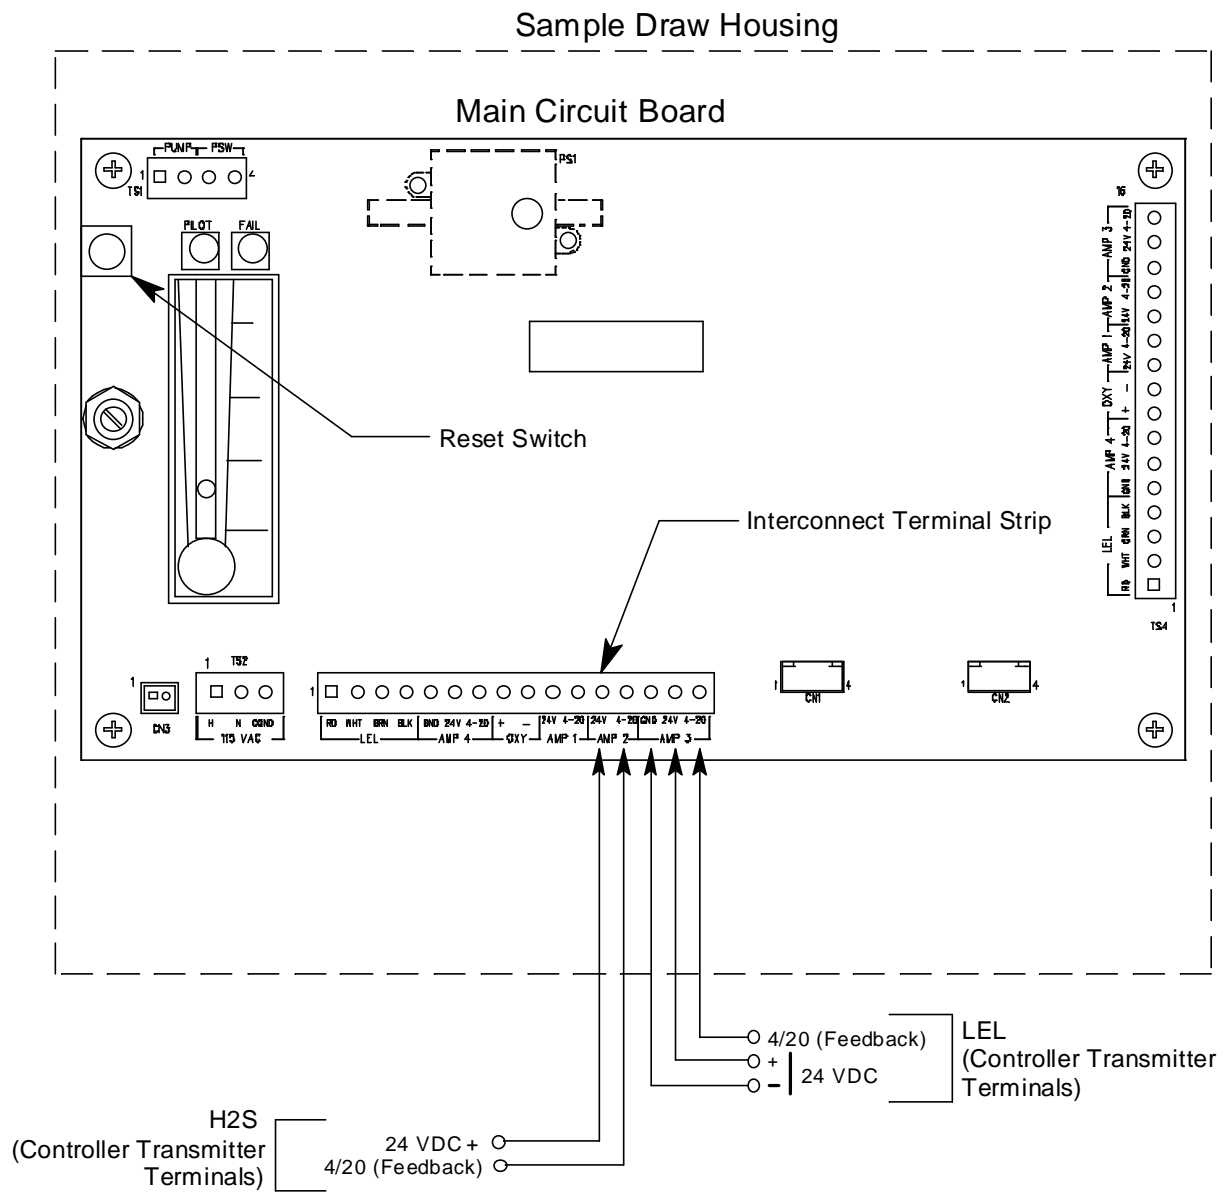 Sample Draw Housing
Main Circuit Board
PUMP PSW
1 4
TS1
PS1
PILOT FAIL
16
AMP 3 4-20
24V
GND
AMP 2 4-20
24V
AMP 1 4-20
24V
OXY -
+
AMP 4 4-20
24V
GND
LEL BLK
GRN
WHT
RD
1
TS4
Reset Switch
Interconnect Terminal Strip
1 TS2
H N CGND
115 VAC
1
CN3
1
RD WHT GRN BLK GND 24V 4-20 + - 24V 4-20 24V 4-20 GND 24V 4-20
LEL AMP 4 OXY AMP 1 AMP 2 AMP 3
1 4
CN1
1 4
CN2
4/20 (Feedback)
+
- 24 VDC
LEL
(Controller Transmitter
Terminals)
H2S
(Controller Transmitter
Terminals)
24 VDC +
4/20 (Feedback)